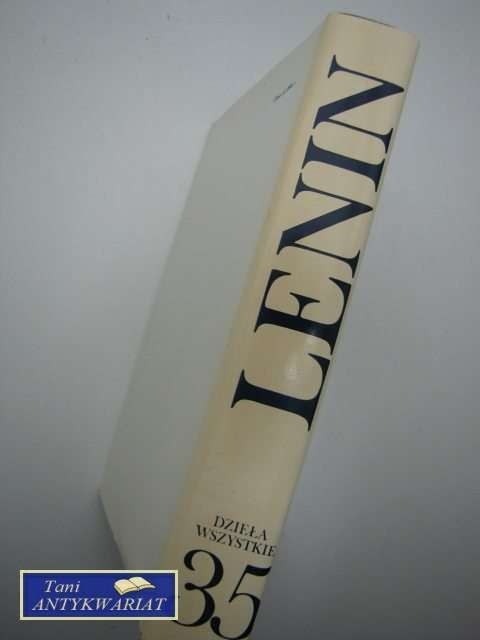 LENIN
DZIEŁA
WSZYSTKIE
35
Tani
ANTYKWARIAT